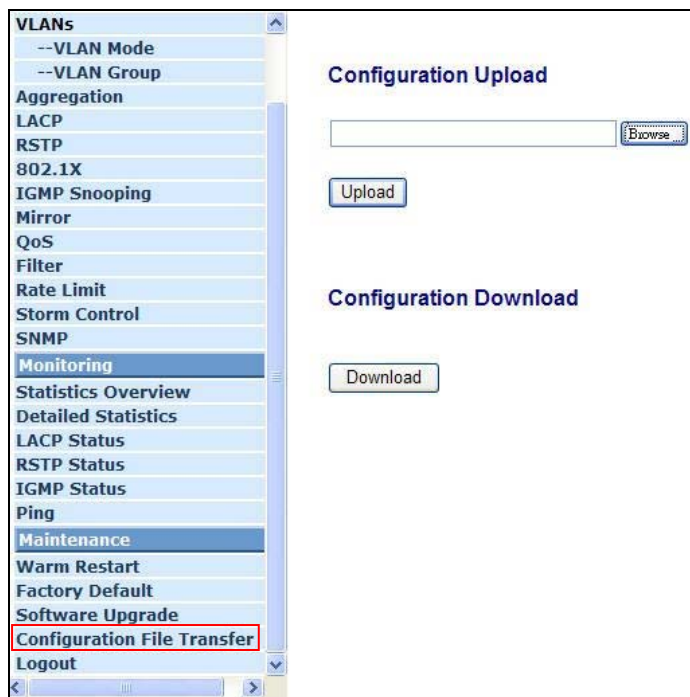 VLANs
--VLAN Mode
--VLAN Group
Aggregation
LACP
RSTP
802.1X
IGMP Snooping
Mirror
QoS
Filter
Rate Limit
Storm Control
SNMP
Monitoring
Statistics Overview
Detailed Statistics
LACP Status
RSTP Status
IGMP Status
Ping
Maintenance
Warm Restart
Factory Default
Software Upgrade
Configuration File Transfer
Logout
Configuration Upload
Browse...
Upload
Configuration Download
Download